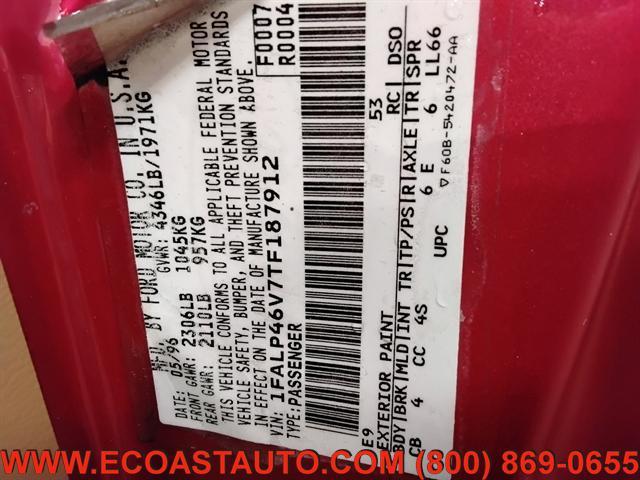 MFD. BY FORD MOTOR CO. IN U.S.A.
DATE: 05/96 GVWR: 4346LB/1971KG
FRONT GAWR: 2306LB 1045KG
REAR GAWR: 2110LB 957KG
THIS VEHICLE CONFORMS TO ALL APPLICABLE FEDERAL MOTOR
VEHICLE SAFETY, BUMPER, AND THEFT PREVENTION STANDARDS
IN EFFECT ON THE DATE OF MANUFACTURE SHOWN ABOVE.
VIN: 1FALP46V7TF187912 F0007
PASSENGER R0004
E9 53
EXTERIOR PAINT RC DSO
BDY BRK MLD INT TR TP/PS R AXLE TR SPR
CB 4 CC 4S 6 E 6 LL66
UPC ▽F60B-5420472-AA
WWW.ECOASTAUTO.COM (800) 869-0655